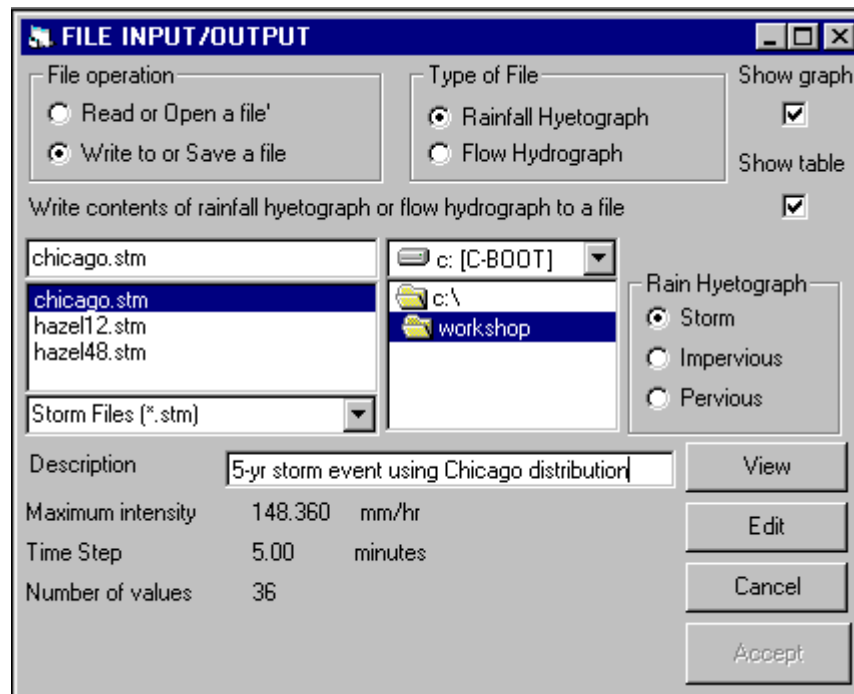 FILE INPUT/OUTPUT
File operation
Read or Open a file'
Write to or Save a file
Type of File
Rainfall Hyetograph
Flow Hydrograph
Show graph
Show table
Write contents of rainfall hyetograph or flow hydrograph to a file
chicago.stm
chicago.stm
hazel12.stm
hazel48.stm
Storm Files (*.stm)
c: [C-BOOT]
c:\
workshop
Rain Hyetograph
Storm
Impervious
Pervious
Description 5-yr storm event using Chicago distribution
Maximum intensity 148.360 mm/hr
Time Step 5.00 minutes
Number of values 36
View
Edit
Cancel
Accept